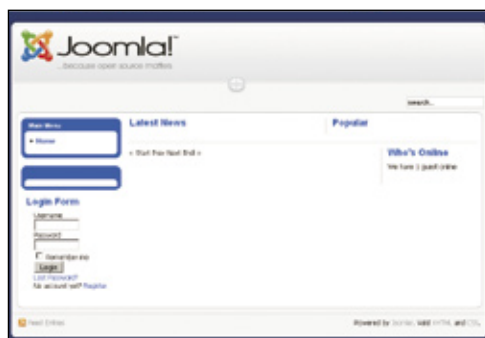 Joomla!™
...because open source matters
search...
Main Menu
Home
Latest News
Popular
« Start Prev Next End »
Who's Online
We have 1 guest online
Login Form
Username
Password
Remember me
Login
Lost Password?
No account yet? Register
Feed Entries
Powered by Joomla!, valid XHTML and CSS.